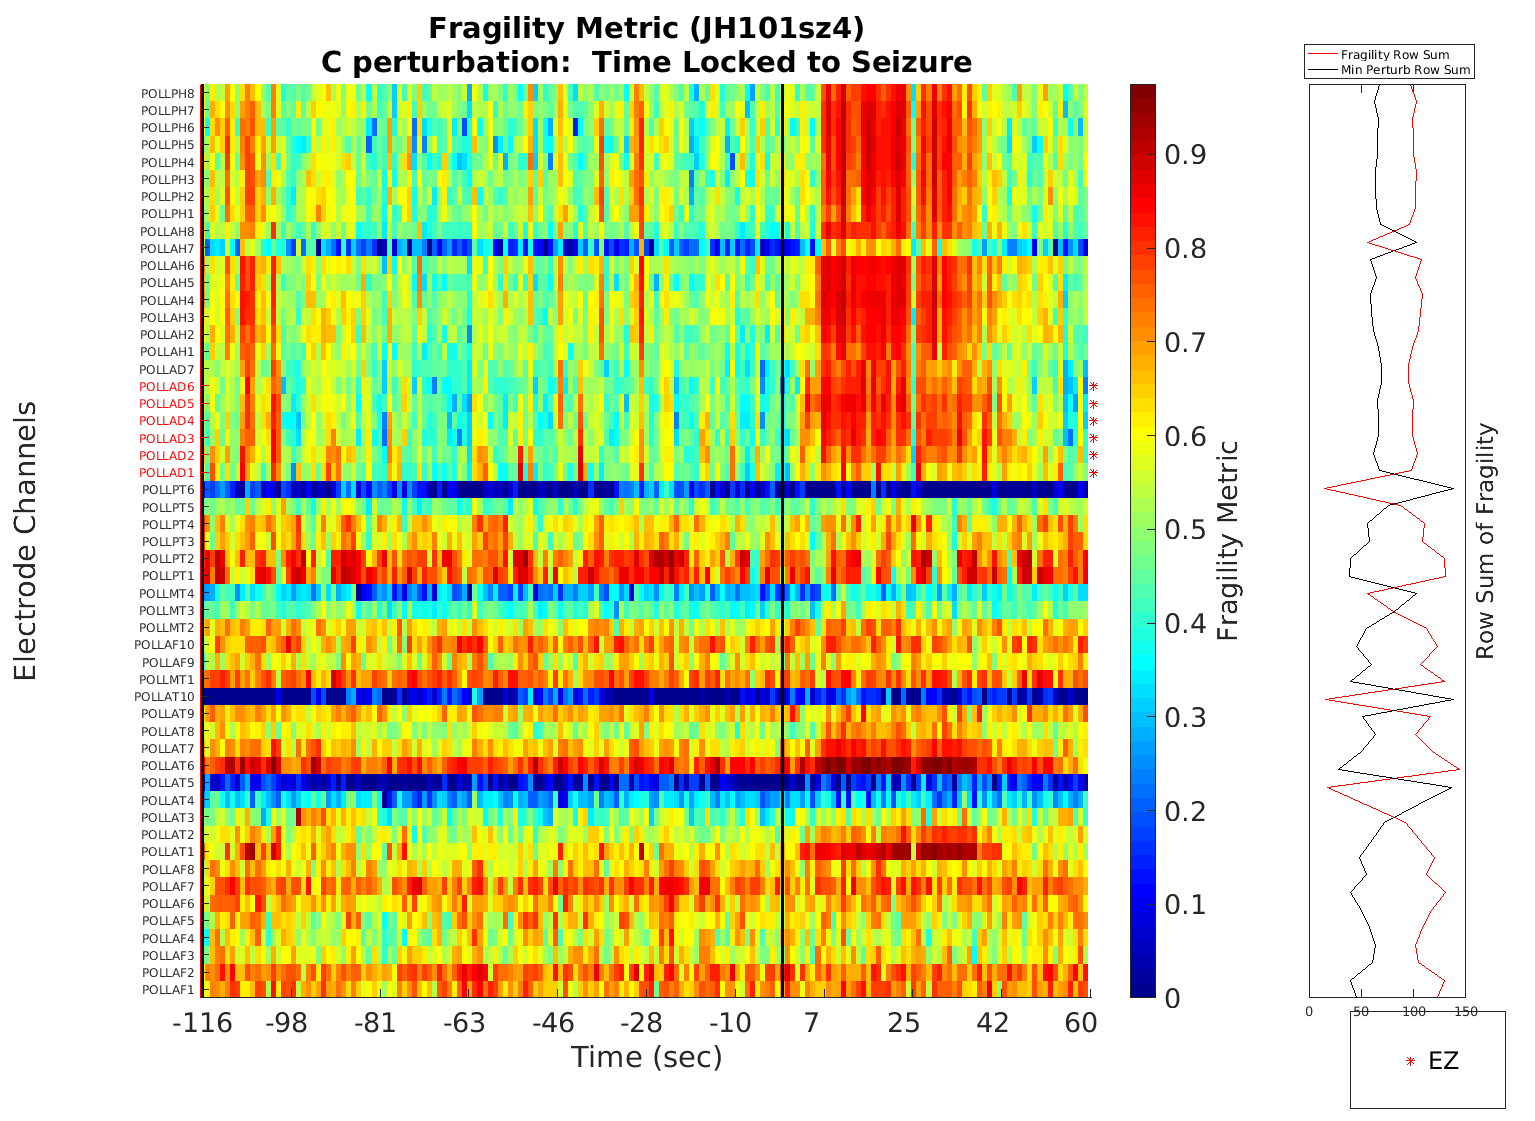 Fragility Metric (JH101sz4)
C perturbation:  Time Locked to Seizure
Electrode Channels
POLLPH8
POLLPH7
POLLPH6
POLLPH5
POLLPH4
POLLPH3
POLLPH2
POLLPH1
POLLAH8
POLLAH7
POLLAH6
POLLAH5
POLLAH4
POLLAH3
POLLAH2
POLLAH1
POLLAD7
POLLAD6
POLLAD5
POLLAD4
POLLAD3
POLLAD2
POLLAD1
POLLPT6
POLLPT5
POLLPT4
POLLPT3
POLLPT2
POLLPT1
POLLMT4
POLLMT3
POLLMT2
POLLAF10
POLLAF9
POLLMT1
POLLAT10
POLLAT9
POLLAT8
POLLAT7
POLLAT6
POLLAT5
POLLAT4
POLLAT3
POLLAT2
POLLAT1
POLLAF8
POLLAF7
POLLAF6
POLLAF5
POLLAF4
POLLAF3
POLLAF2
POLLAF1
-116 -98 -81 -63 -46 -28 -10 7 25 42 60
Time (sec)
0.9
0.8
0.7
0.6
0.5
0.4
0.3
0.2
0.1
0
Fragility Metric
Fragility Row Sum
Min Perturb Row Sum
0 50 100 150
Row Sum of Fragility
* EZ